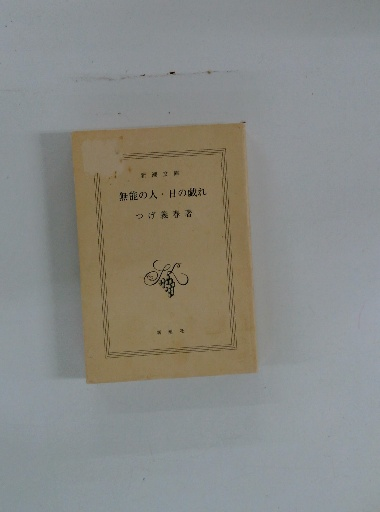 新潮文庫
無能の人・日の戯れ
つげ義春著
新潮社